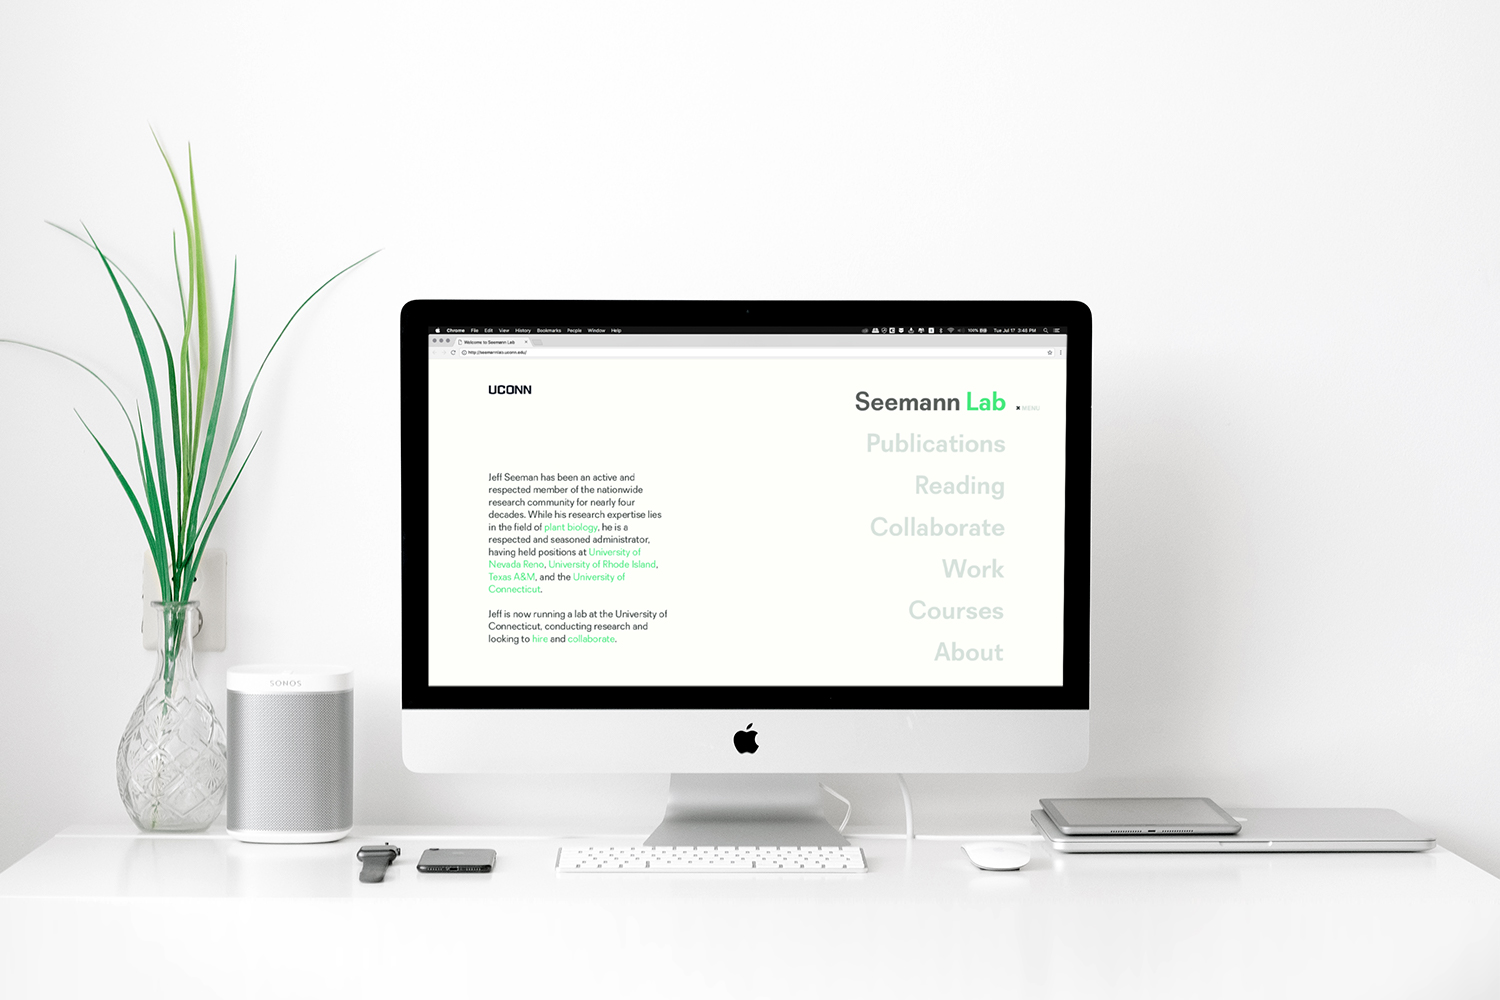 Chrome File Edit View History Bookmarks People Window Help
100% Tue Jul 17 3:48 PM
Welcome to Seemann Lab
http://seemannlab.uconn.edu/
UCONN
Seemann Lab
MENU
Publications
Reading
Collaborate
Work
Courses
About
Jeff Seeman has been an active and
respected member of the nationwide
research community for nearly four
decades. While his research expertise lies
in the field of plant biology, he is a
respected and seasoned administrator,
having held positions at University of
Nevada Reno, University of Rhode Island,
Texas A&M, and the University of
Connecticut.
Jeff is now running a lab at the University of
Connecticut, conducting research and
looking to hire and collaborate.
SONOS